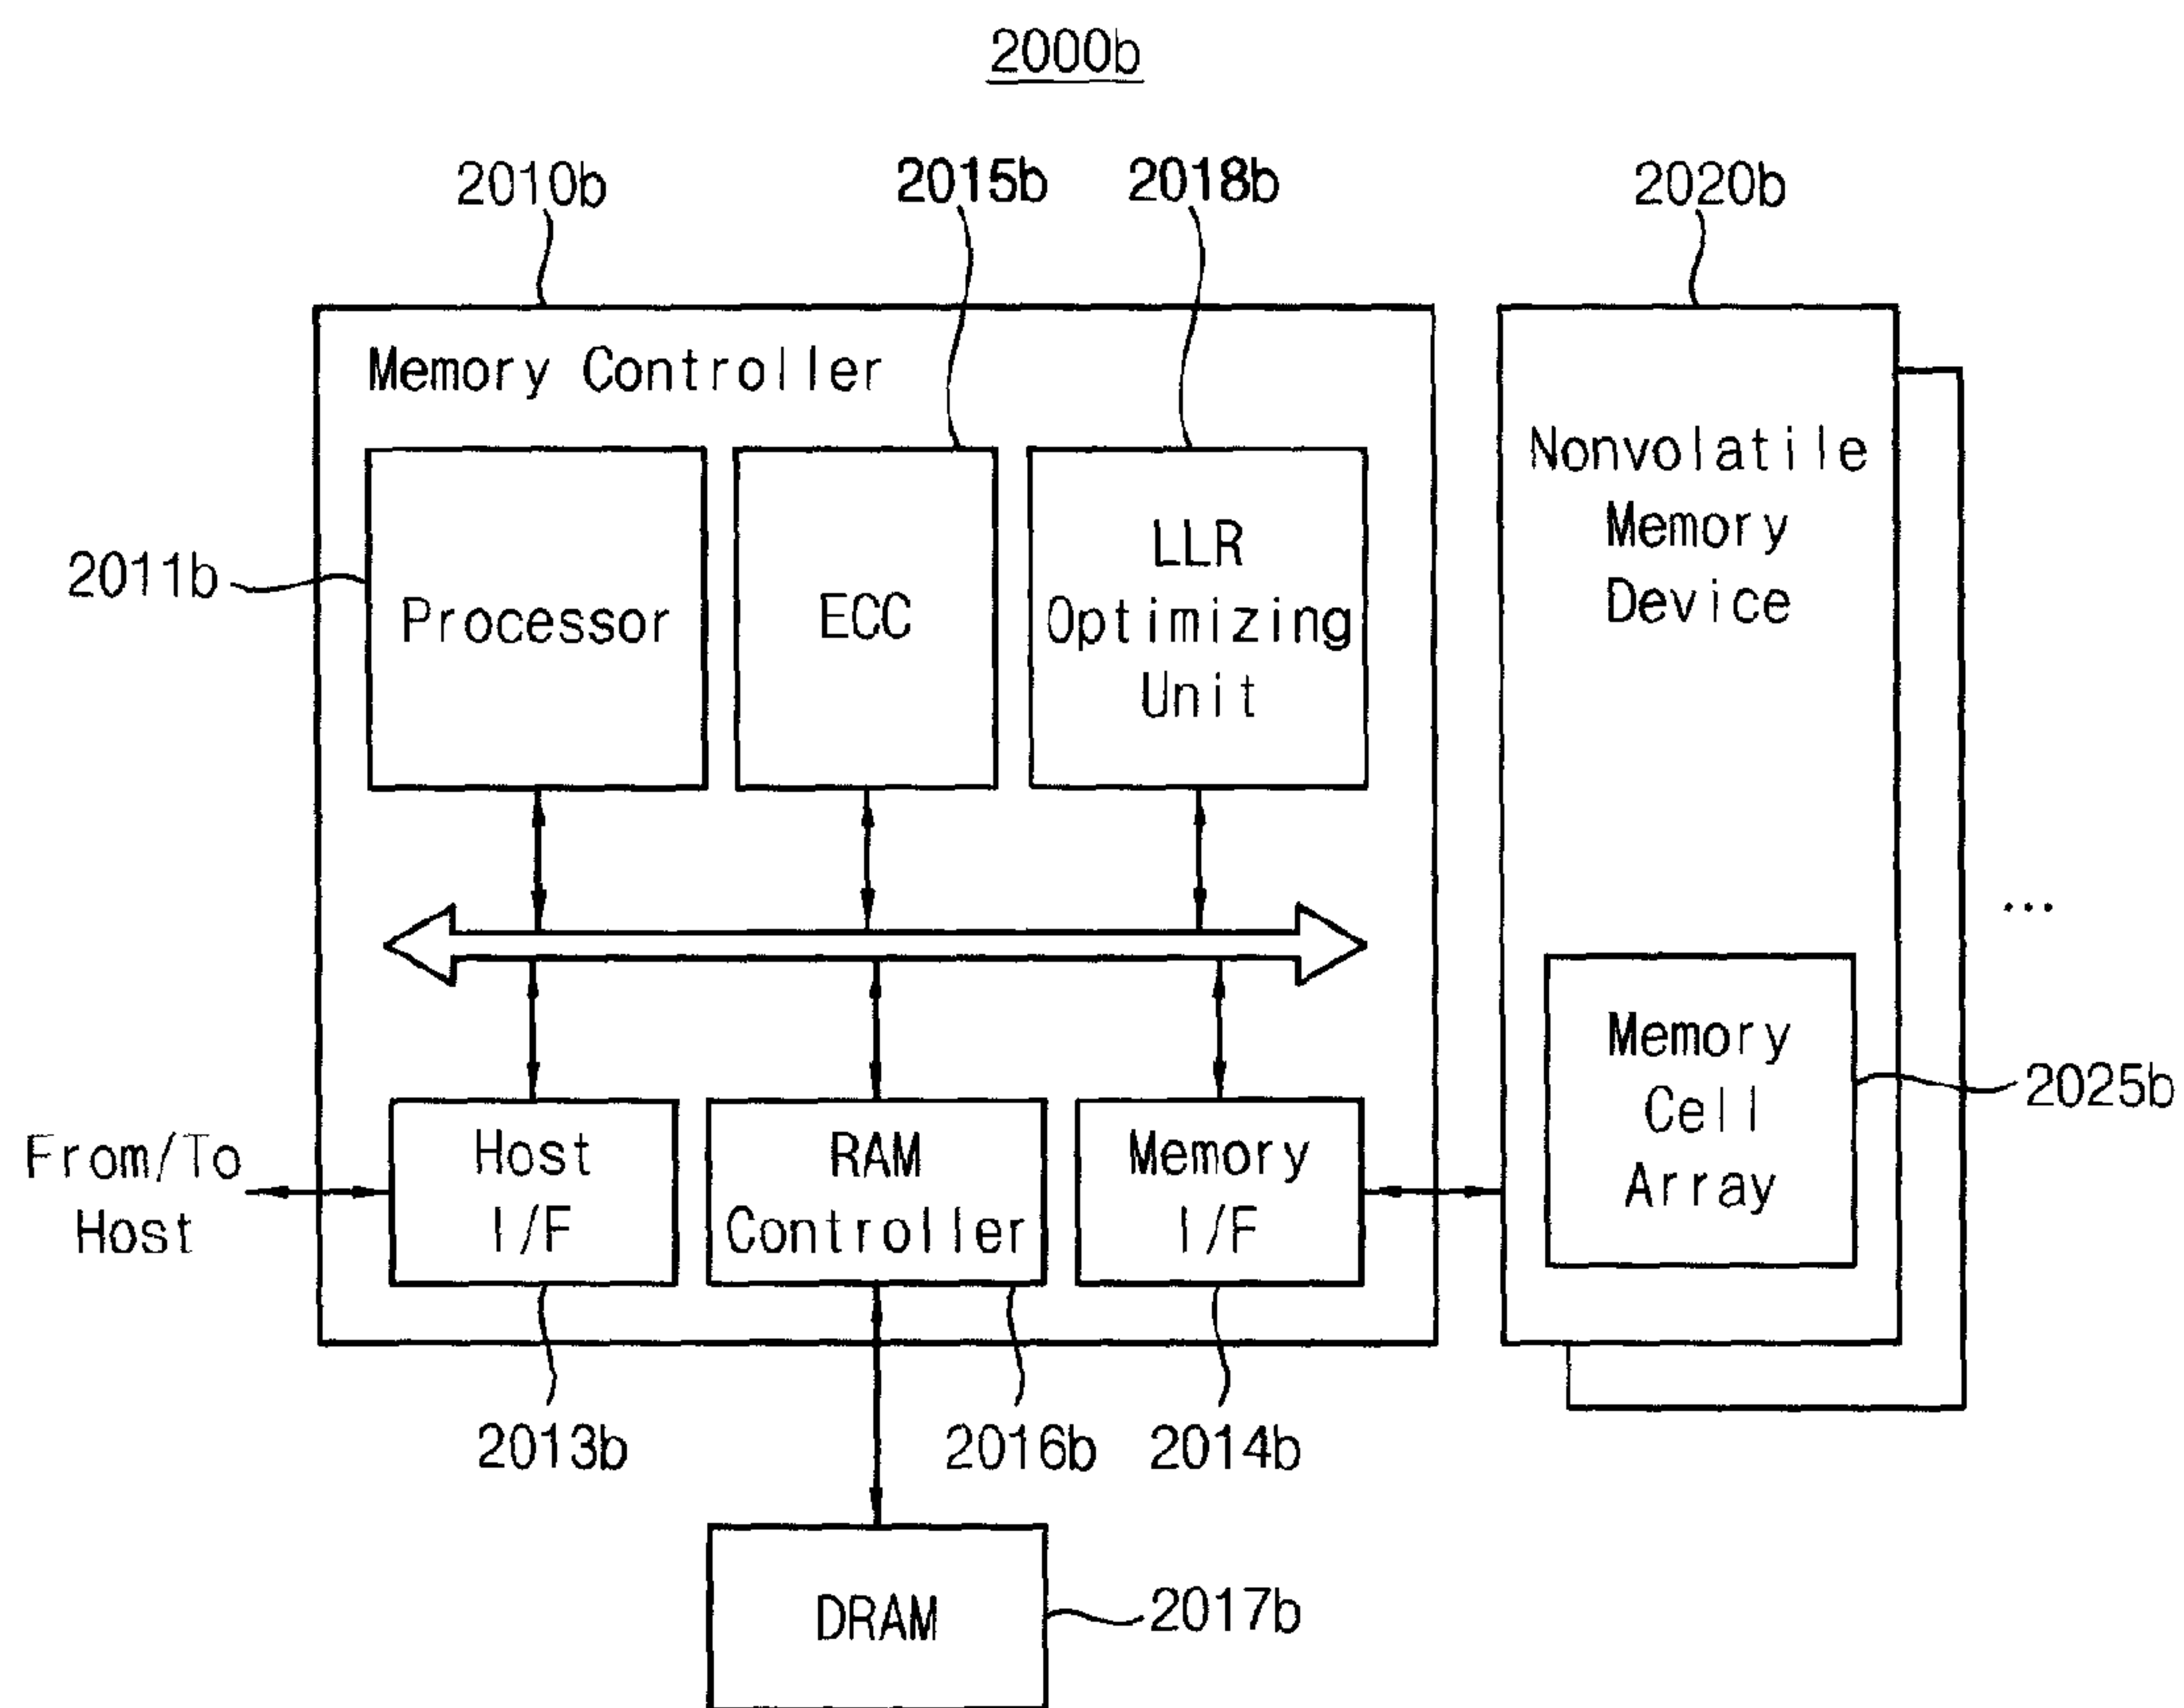 2000b
2010b
2015b
2018b
2020b
Memory Controller
Nonvolatile
Memory
Device
2011b
Processor
ECC
LLR
Optimizing
Unit
...
Memory
Cell
Array
2025b
From/To
Host
Host
I/F
RAM
Controller
Memory
I/F
2013b
2016b
2014b
DRAM
2017b